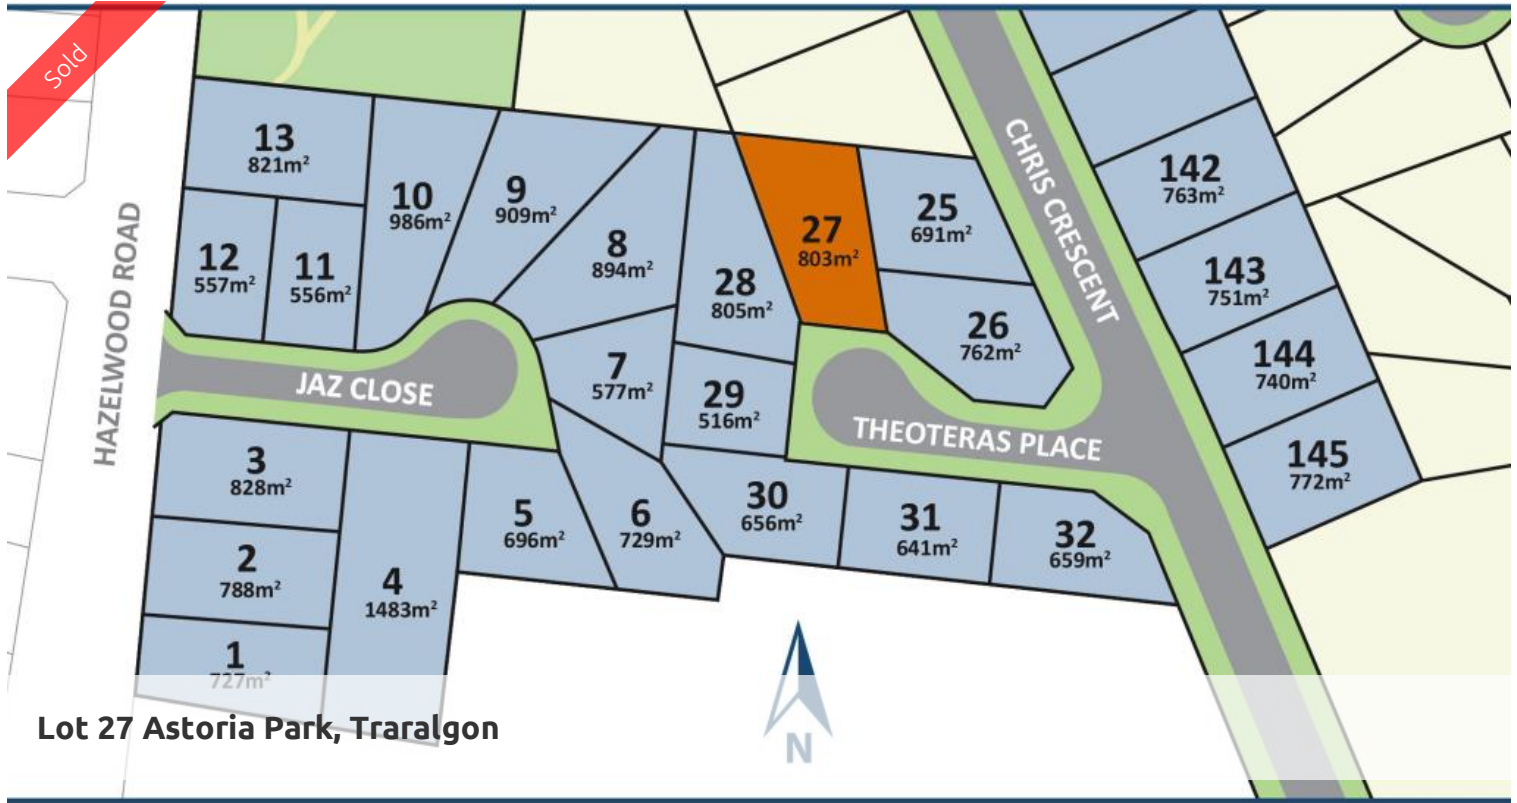 Sold
13
821m²
10
986m²
9
909m²
8
894m²
12
557m²
11
556m²
28
805m²
27
803m²
25
691m²
26
762m²
CHRIS CRESCENT
142
763m²
143
751m²
144
740m²
145
772m²
HAZELWOOD ROAD
JAZ CLOSE
7
577m²
29
516m²
THEOTERAS PLACE
3
828m²
2
788m²
1
727m²
4
1483m²
5
696m²
6
729m²
30
656m²
31
641m²
32
659m²
N
Lot 27 Astoria Park, Traralgon